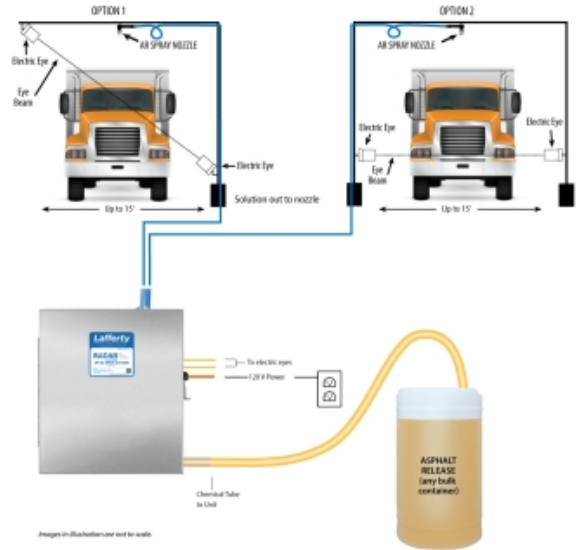 OPTION 1
OPTION 2
AR SPRAY NOZZLE
AR SPRAY NOZZLE
Electric Eye
Eye
Beam
Electric Eye
Electric Eye
Electric Eye
Eye
Beam
Up to 15'
Solution out to nozzle
Up to 15'
Lafferty
To electric eyes
120 V Power
ASPHALT
RELEASE
(any bulk
container)
Chemical Tube
to Unit
Images in illustration are not to scale.